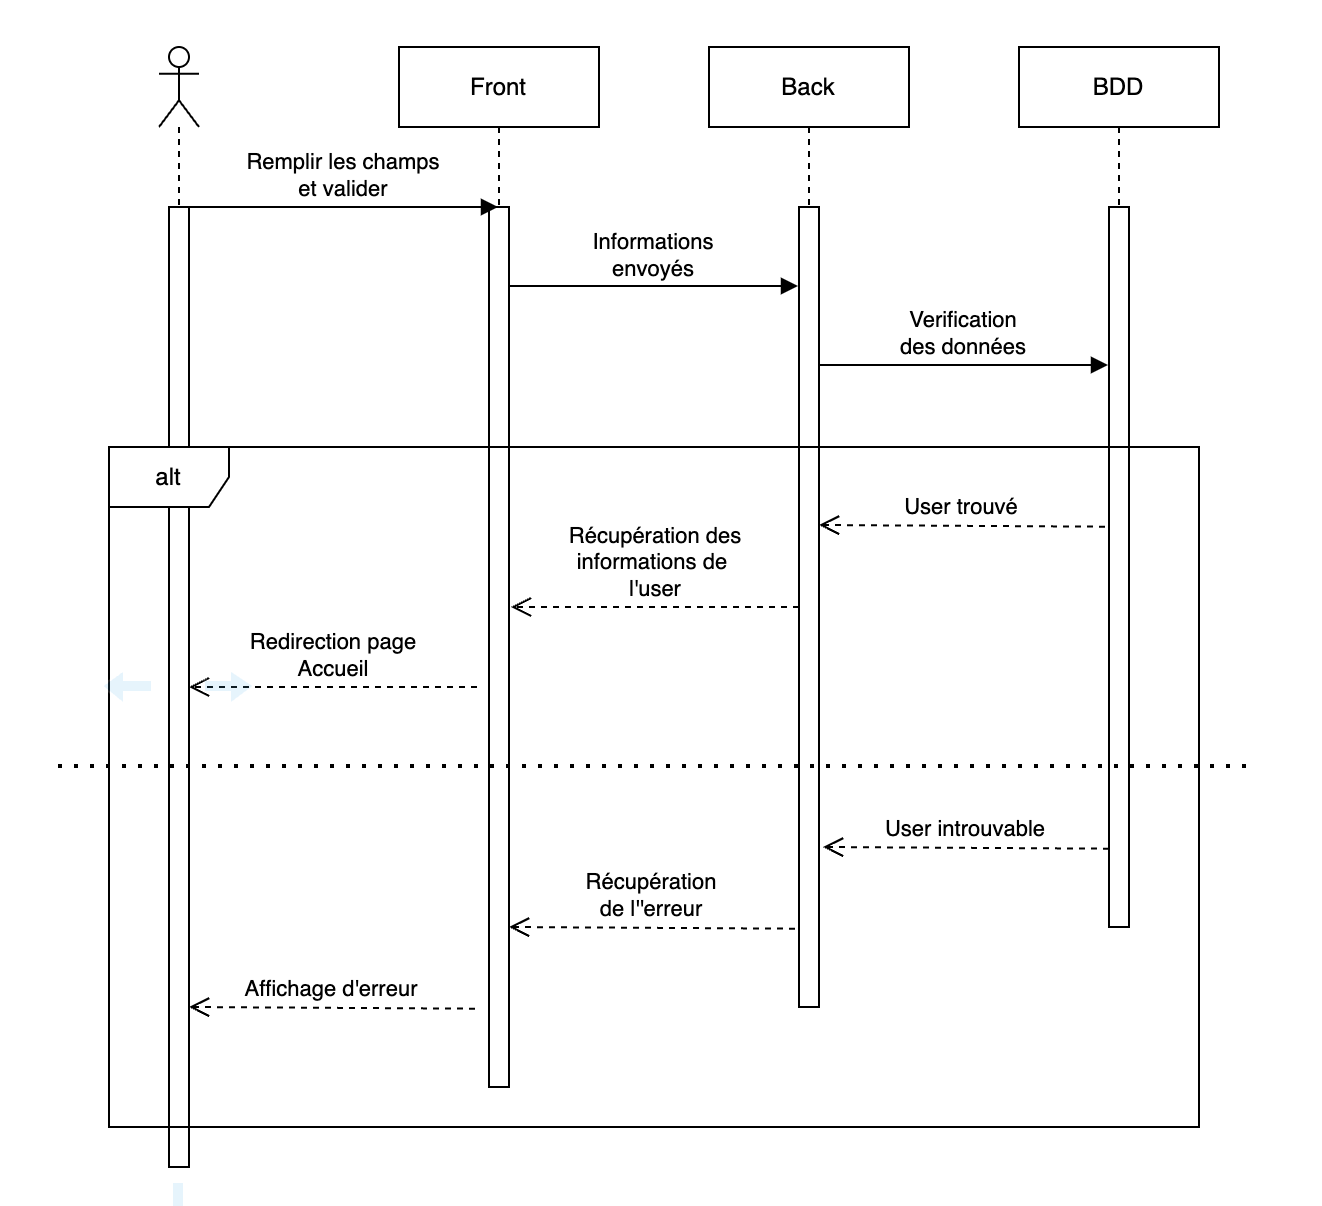 Front
Back
BDD
Remplir les champs
et valider
Informations
envoyés
Verification
des données
alt
User trouvé
Récupération des
informations de
l'user
Redirection page
Accueil
User introuvable
Récupération
de l''erreur
Affichage d'erreur